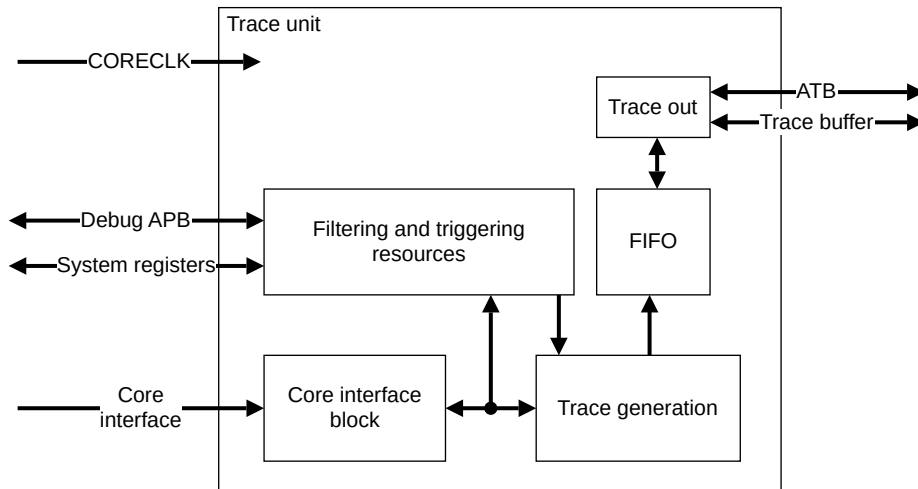 Trace unit
CORECLK
ATB
Trace out
Trace buffer
Debug APB
Filtering and triggering
resources
FIFO
System registers
Core
interface
Core interface
block
Trace generation